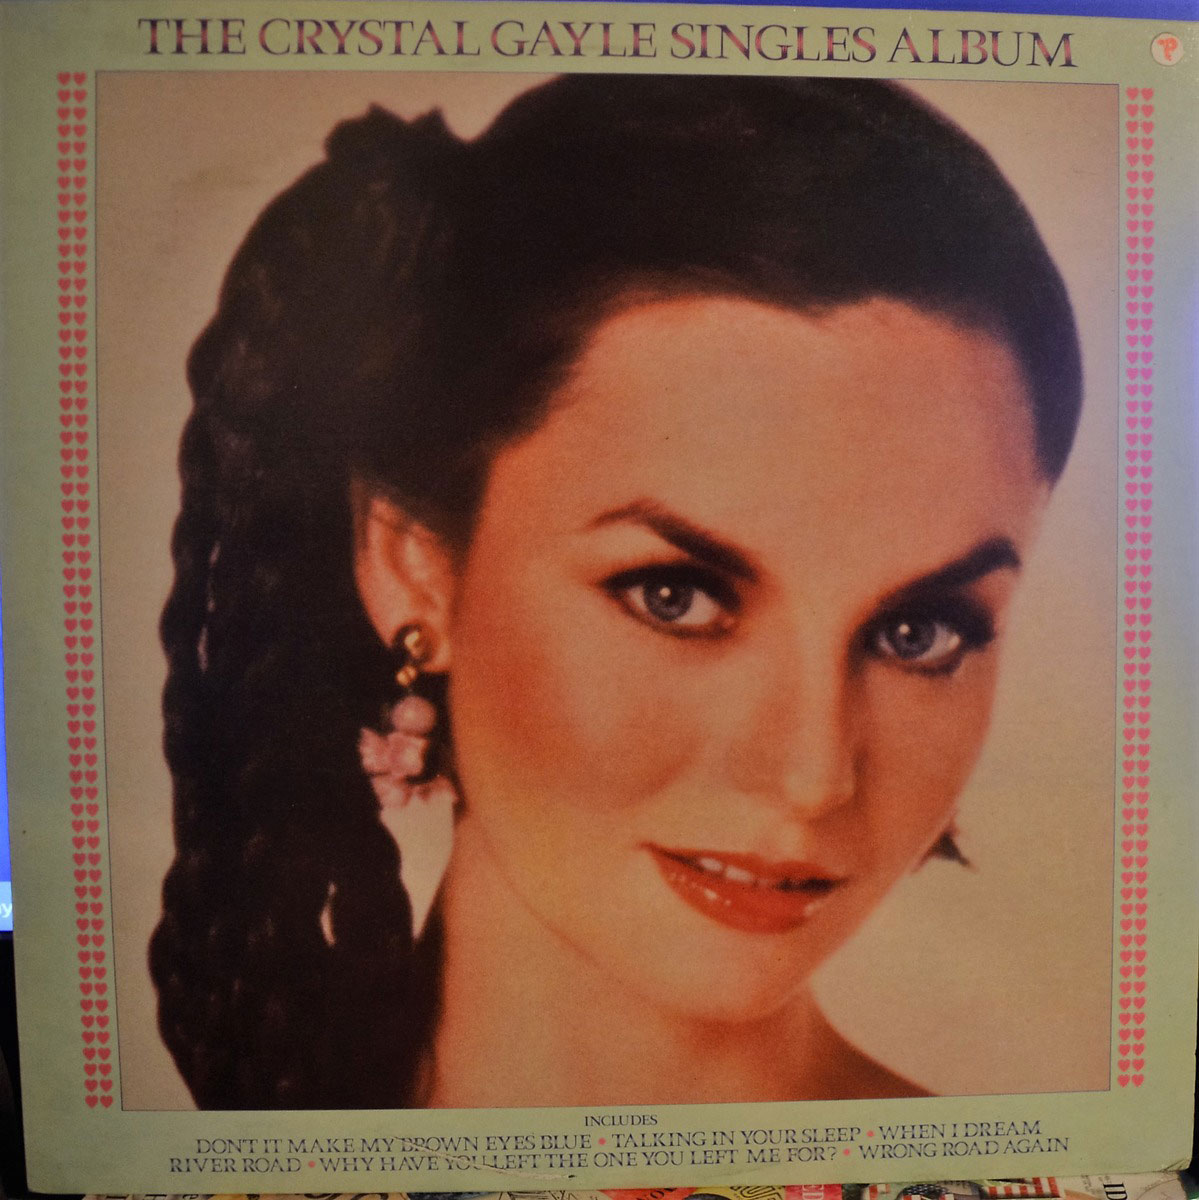 THE CRYSTAL GAYLE SINGLES ALBUM
INCLUDES
DON'T IT MAKE MY BROWN EYES BLUE • TALKING IN YOUR SLEEP • WHEN I DREAM
RIVER ROAD • WHY HAVE YOU LEFT THE ONE YOU LEFT ME FOR? • WRONG ROAD AGAIN